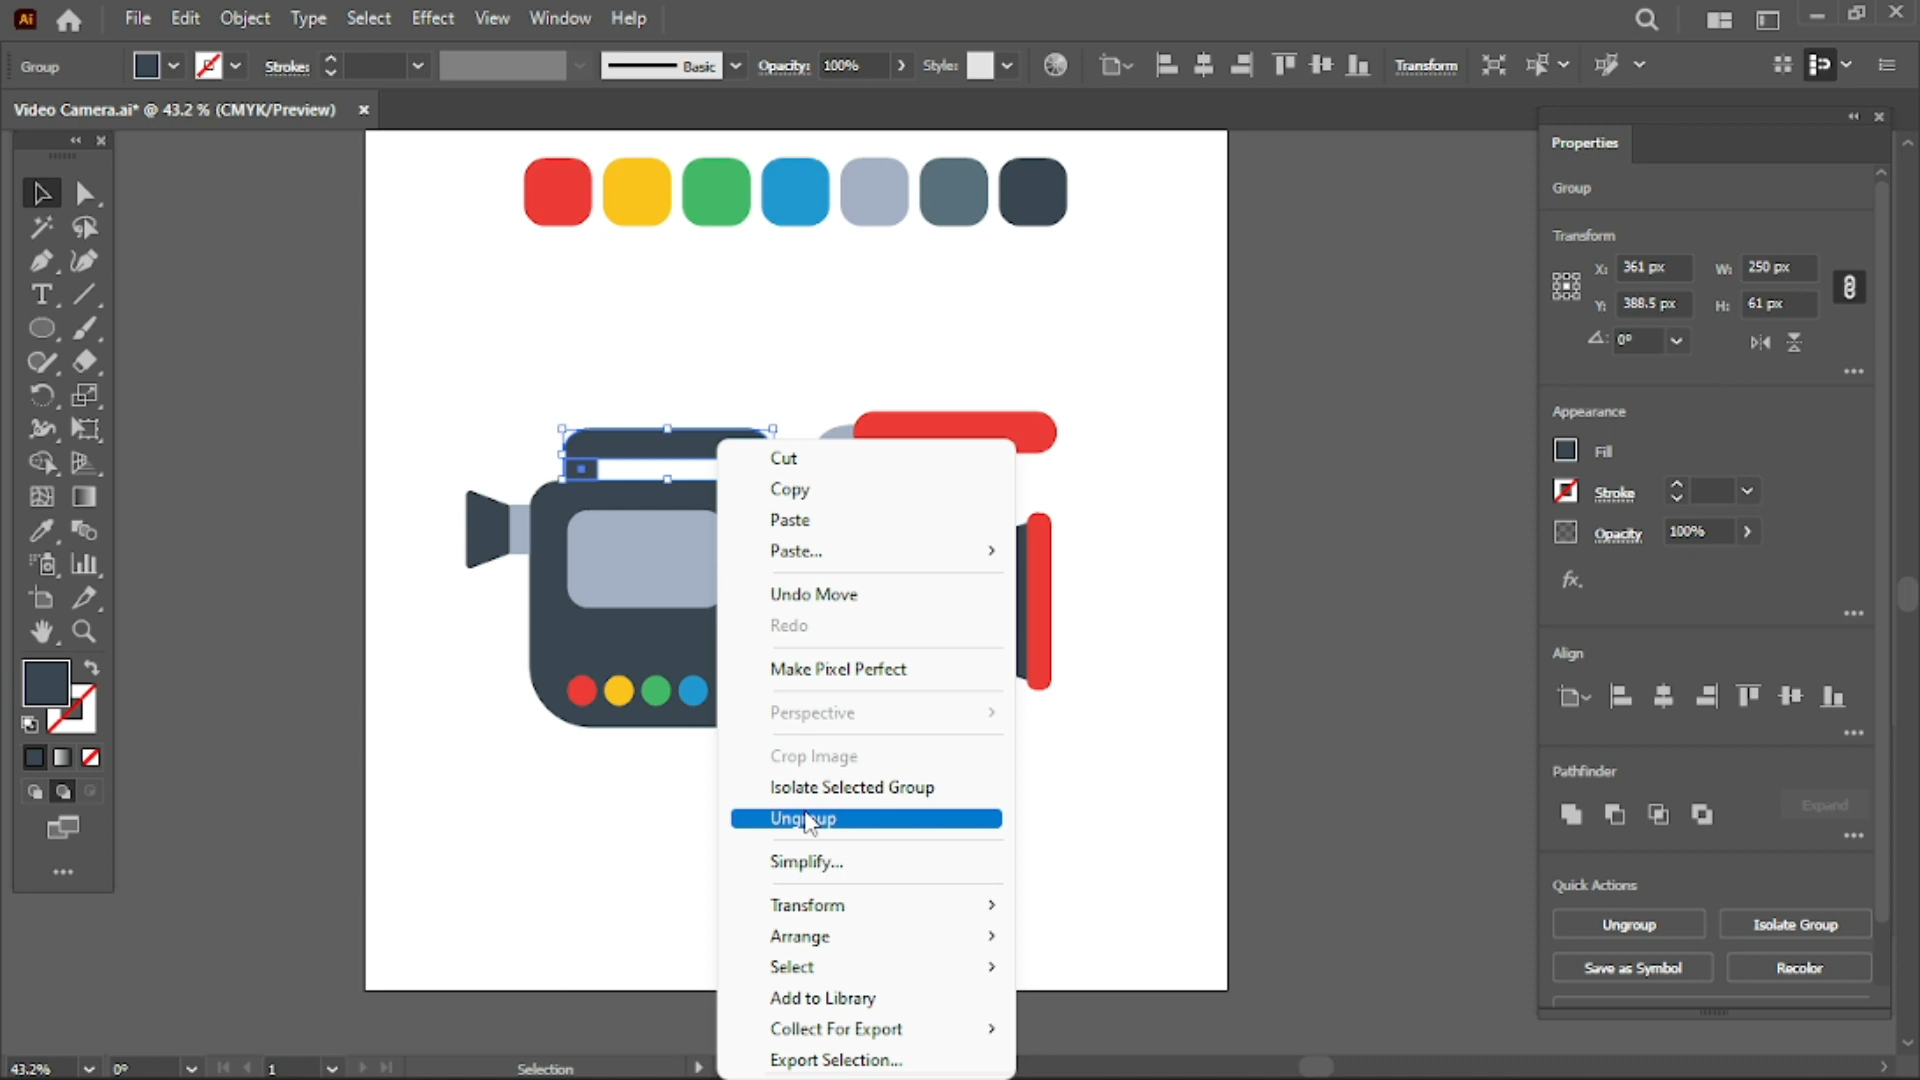 Ai File Edit Object Type Select Effect View Window Help
Group Stroke: Basic Opacity: 100% Style: Transform
Video Camera.ai* @ 43.2 % (CMYK/Preview)
Properties
Group
Transform
X: 361 px W: 250 px
Y: 388.5 px H: 61 px
0°
Appearance
Fill
Stroke
Opacity 100%
fx.
Align
Pathfinder
Expand
Quick Actions
Ungroup Isolate Group
Save as Symbol Recolor
Cut
Copy
Paste
Paste...
Undo Move
Redo
Make Pixel Perfect
Perspective
Crop Image
Isolate Selected Group
Ungroup
Simplify...
Transform
Arrange
Select
Add to Library
Collect For Export
Export Selection...
43.2% 0° 1 Selection